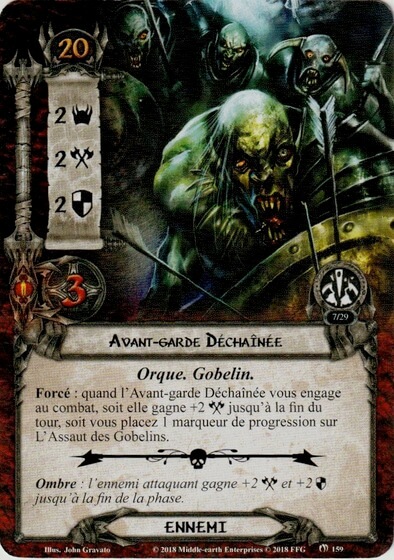 20
2
2
2
3
7/29
Avant-garde Déchaînée
Orque. Gobelin.
Forcé : quand l'Avant-garde Déchaînée vous engage
au combat, soit elle gagne +2 jusqu'à la fin du
tour, soit vous placez 1 marqueur de progression sur
L'Assaut des Gobelins.
Ombre : l'ennemi attaquant gagne +2 et +2
jusqu'à la fin de la phase.
ENNEMI
Illus. John Gravato © 2018 Middle-earth Enterprises © 2018 FFG 159